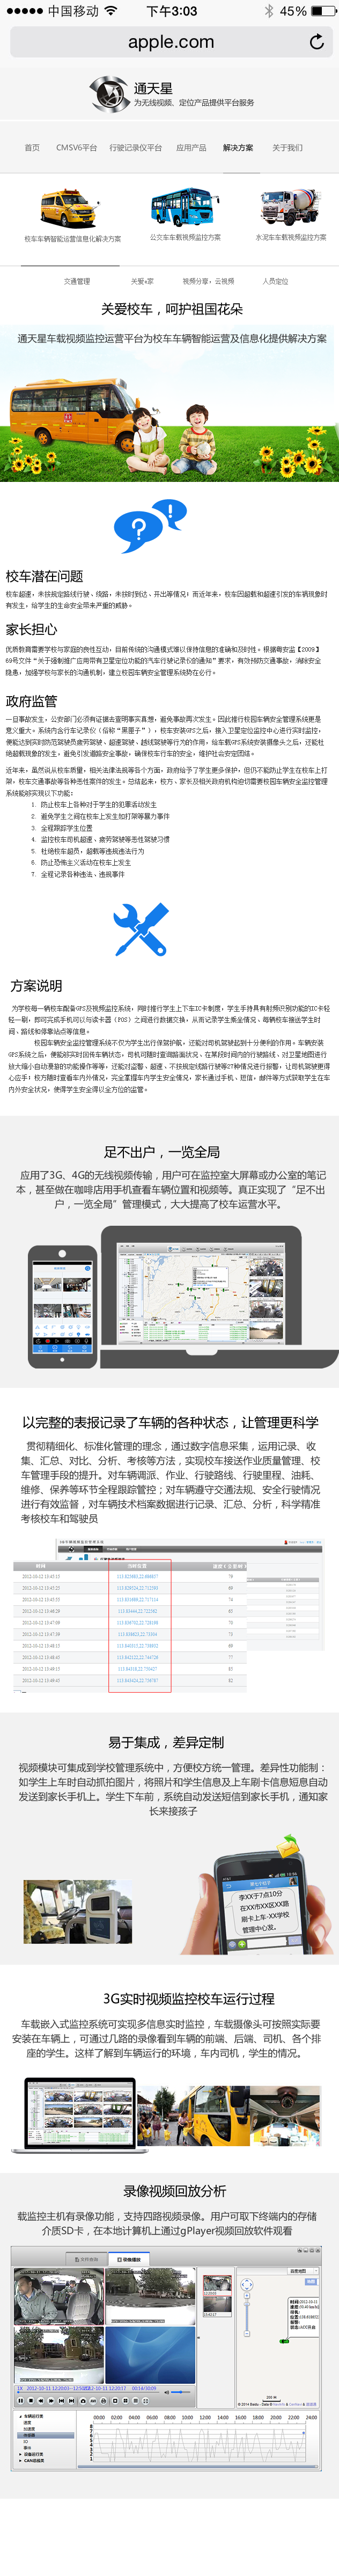 中国移动
下午3:03
45%
apple.com
通天星
为无线视频、定位产品提供平台服务
首页 CMSV6平台 行驶记录仪平台 应用产品 解决方案 关于我们
校车车辆智能运营信息化解决方案 公交车车载视频监控方案 水泥车车载视频监控方案
交通管理 关爱e家 视频分享，云视频 人员定位
关爱校车，呵护祖国花朵
通天星车载视频监控运营平台为校车车辆智能运营及信息化提供解决方案
校车潜在问题
校车超速，未按规定路线行驶、绕路，未按时到达、开出等情况！而近年来，校车因超载和超速引发的车祸现象时
有发生，给学生的生命安全带来严重的威胁。
家长担心
优质教育需要学校与家庭的良性互动，目前传统的沟通模式难以保持信息的准确和及时性。根据粤安监【2009】
69号文件“关于强制推广应用带有卫星定位功能的汽车行驶记录仪的通知”要求，有效预防交通事故，消除安全
隐患，加强学校与家长的沟通机制，建立校园车辆安全管理系统势在必行。
政府监管
一旦事故发生，公安部门必须有证据去查明事实真想，避免事故再次发生。因此推行校园车辆安全管理系统更是
意义重大。系统内含行车记录仪（俗称“黑匣子”），校车安装GPS之后，接入卫星定位监控中心进行实时监控，
便能达到实时防范驾驶员疲劳驾驶、超速驾驶、越线驾驶等行为的作用，给车载GPS系统安装摄像头之后，还能杜
绝超载现象的发生，避免引发道路安全事故，确保校车行车的安全，维护社会安定团结。
近年来，虽然说从校车质量，相关法律法规等各个方面，政府给予了学生更多保护，但仍不能防止学生在校车上打
架，校车交通事故等各种恶性案件的发生。总结起来，校方、家长及相关政府机构迫切需要校园车辆安全监控管理
系统能够实现以下功能：
1. 防止校车上各种对于学生的犯罪活动发生
2. 避免学生之间在校车上发生如打架等暴力事件
3. 全程跟踪学生位置
4. 监控校车司机超速、疲劳驾驶等恶性驾驶习惯
5. 杜绝校车超员，超载等违规违法行为
6. 防止恐怖主义活动在校车上发生
7. 全程记录各种违法、违规事件
方案说明
为学校每一辆校车配备GPS及视频监控系统，同时推行学生上下车IC卡制度，学生手持具有射频识别功能的IC卡轻
轻一刷，即可完成手机可以与读卡器（POS）之间进行数据交换，从而记录学生乘坐情况、每辆校车接送学生时
间、路线和停靠站点等信息。
校园车辆安全监控管理系统不仅为学生出行保驾护航，还能对司机驾驶起到十分便利的作用。车辆安装
GPS系统之后，便能够实时回传车辆状态，司机可随时查询路面状况、在某段时间内的行驶路线、对卫星地图进行
放大缩小自动漫游的功能操作等等，还能对盗警、超速、不按规定线路行驶等27种情况进行报警，让司机驾驶更得
心应手！校方随时查看车内外情况，完全掌握车内学生安全情况，家长通过手机、短信，邮件等方式获取学生在车
内外安全状况，使得学生安全得以全方位的监管。
足不出户，一览全局
应用了3G、4G的无线视频传输，用户可在监控室大屏幕或办公室的笔记
本，甚至做在咖啡店用手机查看车辆位置和视频等。真正实现了“足不出
户，一览全局”管理模式，大大提高了校车运营水平。
以完整的表报记录了车辆的各种状态，让管理更科学
贯彻精细化、标准化管理的理念，通过数字信息采集，运用记录、收
集、汇总、对比、分析、考核等方法，实现校车接送作业质量管理、校
车管理手段的提升。对车辆调派、作业、行驶路线、行驶里程、油耗、
维修、保养等环节全程跟踪管控；对车辆遵守交通法规、安全行驶情况
进行有效监督，对车辆技术档案数据进行记录、汇总、分析，科学精准
考核校车和驾驶员
易于集成，差异定制
视频模块可集成到学校管理系统中，方便校方统一管理。差异性功能制：
如学生上车时自动抓拍图片，将照片和学生信息及上车刷卡信息短息自动
发送到家长手机上。学生下车前，系统自动发送短信到家长手机，通知家
长来接孩子
李XX于7点10分
在XX市XX区XX路
刷卡上车-XX学校
管理中心发。
3G实时视频监控校车运行过程
车载嵌入式监控系统可实现多信息实时监控，车载摄像头可按照实际要
安装在车辆上，可通过几路的录像看到车辆的前端、后端、司机、各个排
座的学生。这样了解到车辆运行的环境，车内司机，学生的情况。
录像视频回放分析
载监控主机有录像功能，支持四路视频录像。用户可取下终端内的存储
介质SD卡，在本地计算机上通过gPlayer视频回放软件观看
00:00 02:00 04:00 06:00 08:00 10:00 12:00 14:00 16:00 18:00 20:00 22:00 24:00